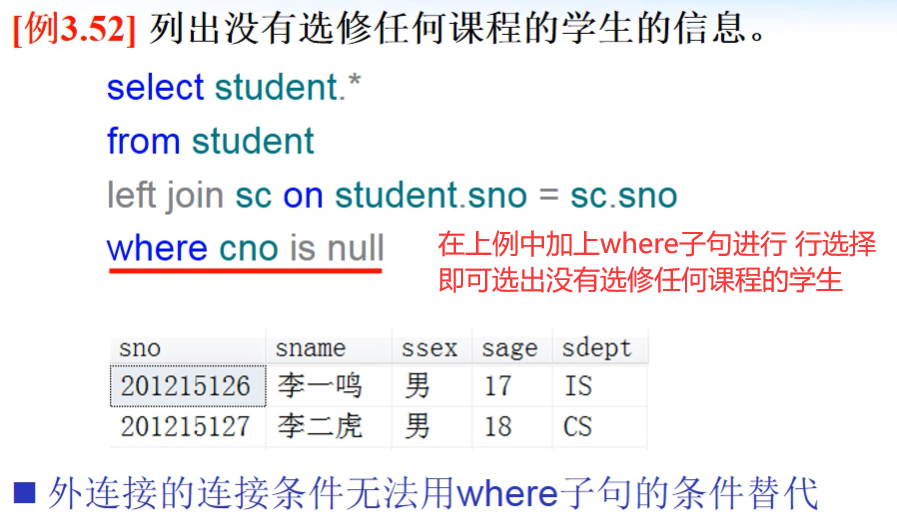 [例3.52] 列出没有选修任何课程的学生的信息。
select student.*
from student
left join sc on student.sno = sc.sno
where cno is null
在上例中加上where子句进行 行选择
即可选出没有选修任何课程的学生
sno sname ssex sage sdept
201215126 李一鸣 男 17 IS
201215127 李二虎 男 18 CS
■ 外连接的连接条件无法用where子句的条件替代